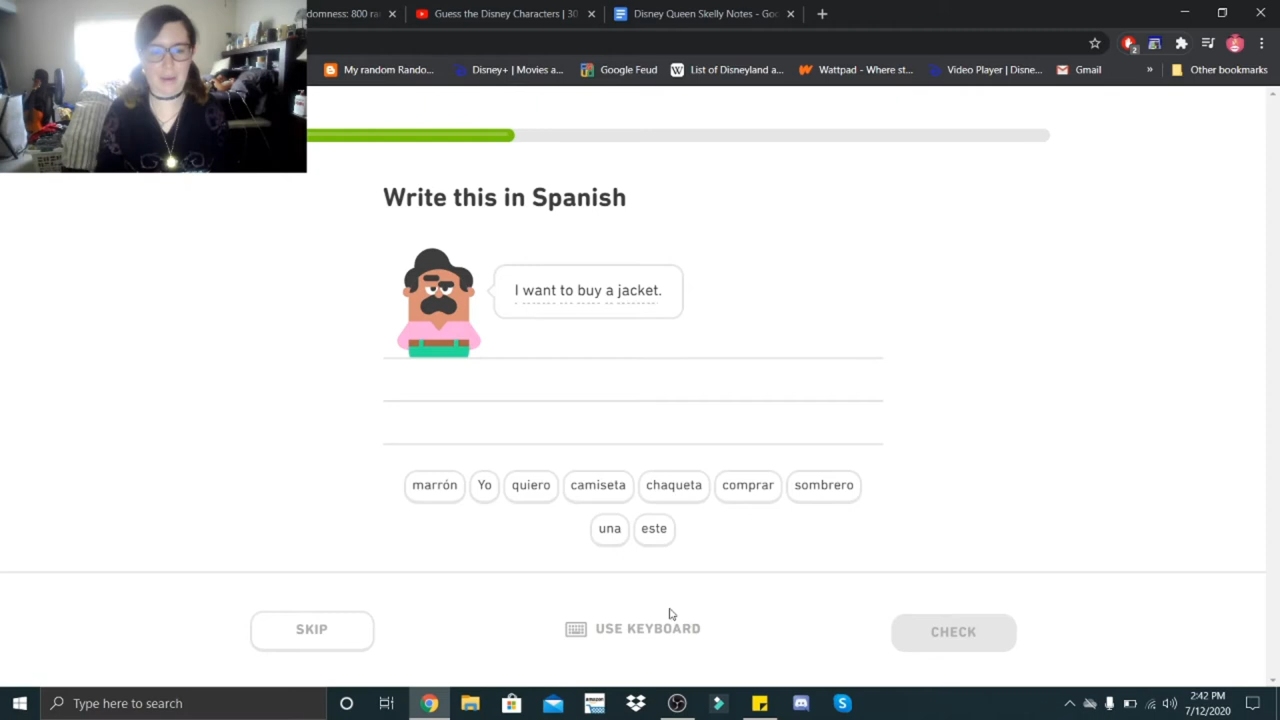 domness: 800 ra
Guess the Disney Characters | 30
Disney Queen Skelly Notes - Goo
2
My random Rando...
Disney+ | Movies a...
Google Feud
W List of Disneyland a...
Wattpad - Where st...
Video Player | Disne...
Gmail
»
Other bookmarks
Write this in Spanish
I want to buy a jacket.
marrón Yo quiero camiseta chaqueta comprar sombrero
una este
SKIP
USE KEYBOARD
CHECK
Type here to search
amazon
2:42 PM
7/12/2020